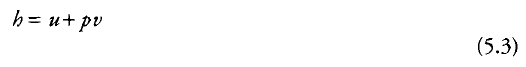 h = u + pv
(5.3)